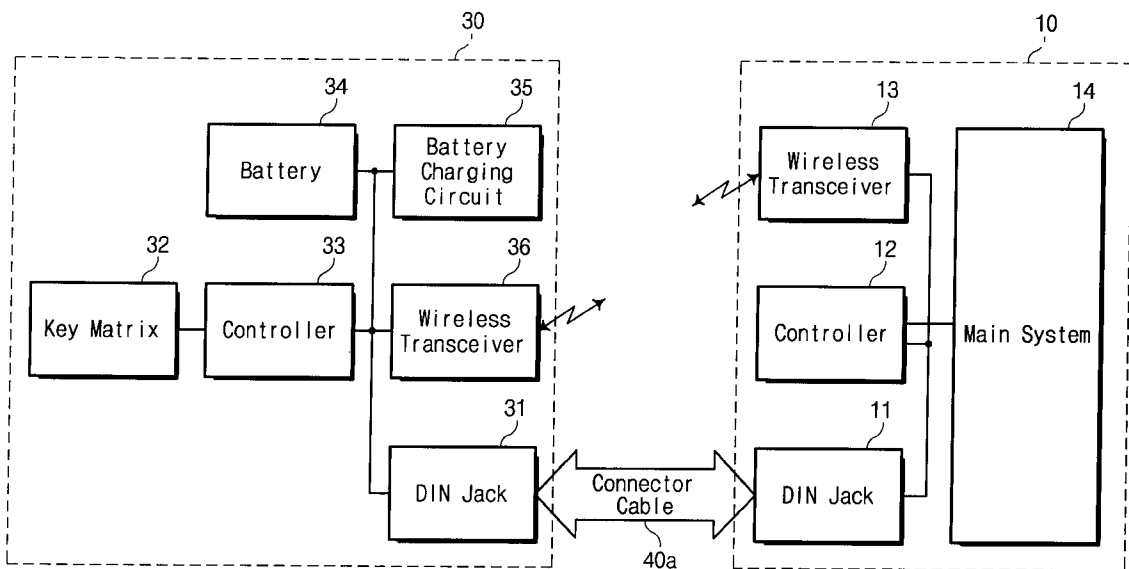 30
10
34
35
13
14
Battery
Battery
Charging
Circuit
Wireless
Transceiver
32
33
36
12
Key Matrix
Controller
Wireless
Transceiver
Controller
Main System
31
11
DIN Jack
Connector
Cable
DIN Jack
40a